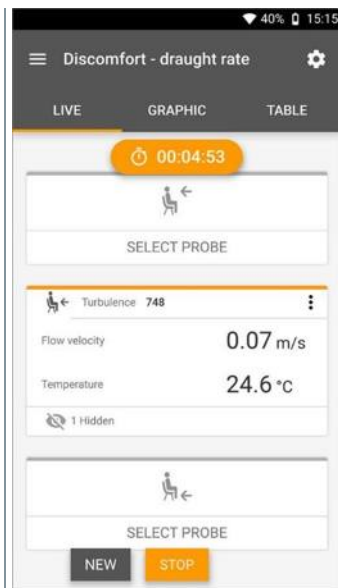 40% 15:15
Discomfort - draught rate
LIVE GRAPHIC TABLE
00:04:53
SELECT PROBE
Turbulence 748
Flow velocity 0.07 m/s
Temperature 24.6 °C
1 Hidden
SELECT PROBE
NEW STOP